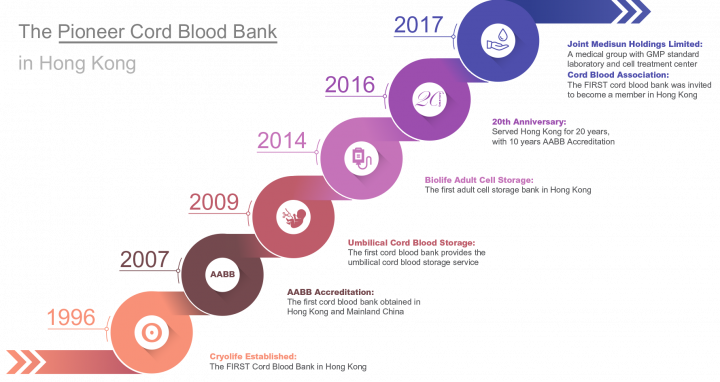 The Pioneer Cord Blood Bank
in Hong Kong
2017
Joint Medisun Holdings Limited:
A medical group with GMP standard
laboratory and cell treatment center
Cord Blood Association:
The FIRST cord blood bank was invited
to become a member in Hong Kong
2016
20
20th Anniversary:
Served Hong Kong for 20 years,
with 10 years AABB Accreditation
2014
Biolife Adult Cell Storage:
The first adult cell storage bank in Hong Kong
2009
Umbilical Cord Blood Storage:
The first cord blood bank provides the
umbilical cord blood storage service
2007
AABB
AABB Accreditation:
The first cord blood bank obtained in
Hong Kong and Mainland China
1996
Cryolife Established:
The FIRST Cord Blood Bank in Hong Kong